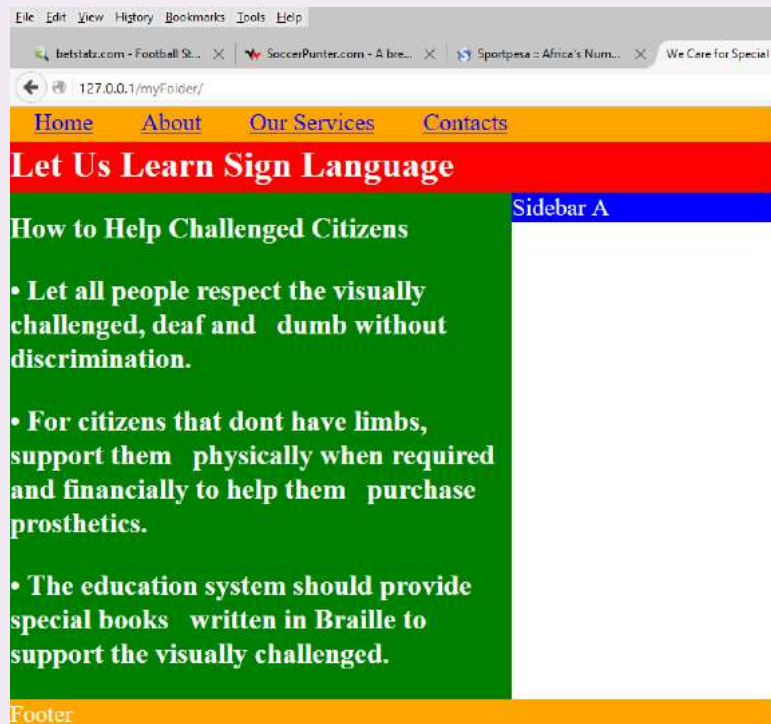 File Edit View History Bookmarks Tools Help
betstatz.com - Football St... SoccerPunter.com - A bre... Sportpesa :: Africa's Num... We Care for Special
127.0.0.1/myFolder/
Home About Our Services Contacts
Let Us Learn Sign Language
How to Help Challenged Citizens
Sidebar A
• Let all people respect the visually
challenged, deaf and dumb without
discrimination.
• For citizens that dont have limbs,
support them physically when required
and financially to help them purchase
prosthetics.
• The education system should provide
special books written in Braille to
support the visually challenged.
Footer